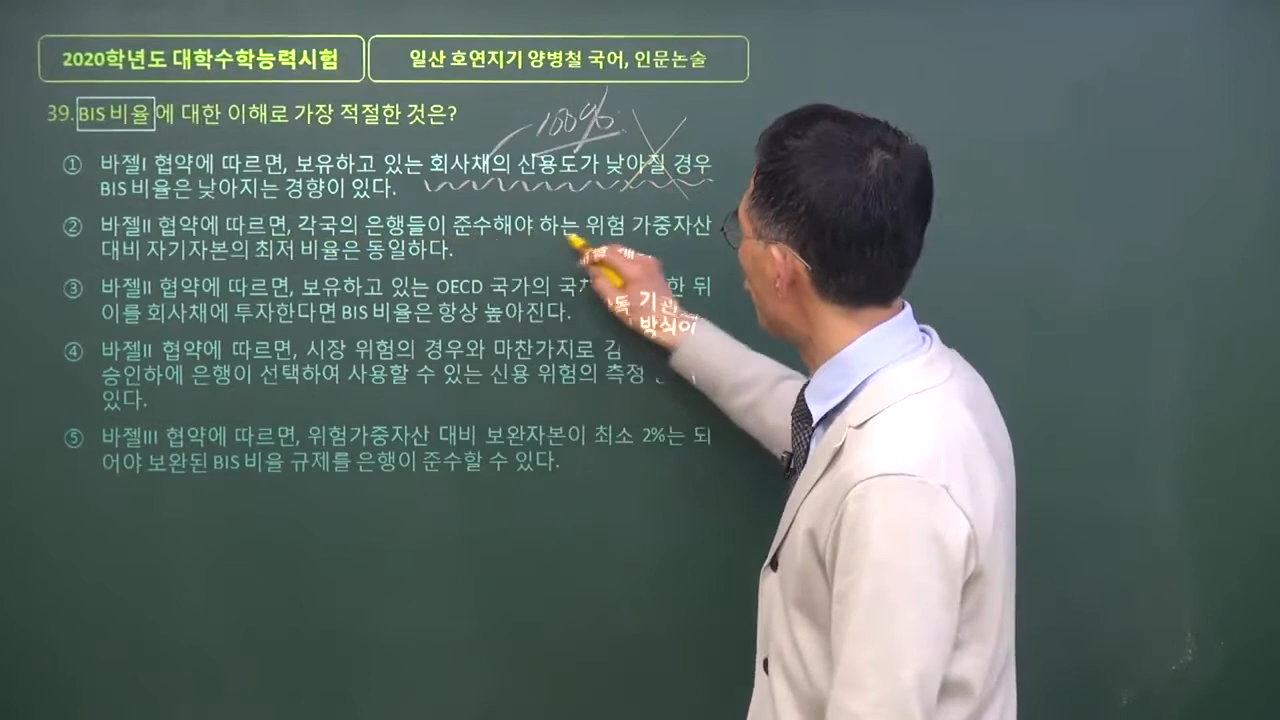 2020학년도 대학수학능력시험
일산 호연지기 양병철 국어, 인문논술
39. BIS 비율에 대한 이해로 가장 적절한 것은?
100%
① 바젤I 협약에 따르면, 보유하고 있는 회사채의 신용도가 낮아질 경우
BIS 비율은 낮아지는 경향이 있다.
② 바젤II 협약에 따르면, 각국의 은행들이 준수해야 하는 위험 가중자산
대비 자기자본의 최저 비율은 동일하다.
③ 바젤II 협약에 따르면, 보유하고 있는 OECD 국가의 국채 한 뒤
이를 회사채에 투자한다면 BIS 비율은 항상 높아진다.
④ 바젤II 협약에 따르면, 시장 위험의 경우와 마찬가지로 감
승인하에 은행이 선택하여 사용할 수 있는 신용 위험의 측정
있다.
⑤ 바젤III 협약에 따르면, 위험가중자산 대비 보완자본이 최소 2%는 되
어야 보완된 BIS 비율 규제를 은행이 준수할 수 있다.